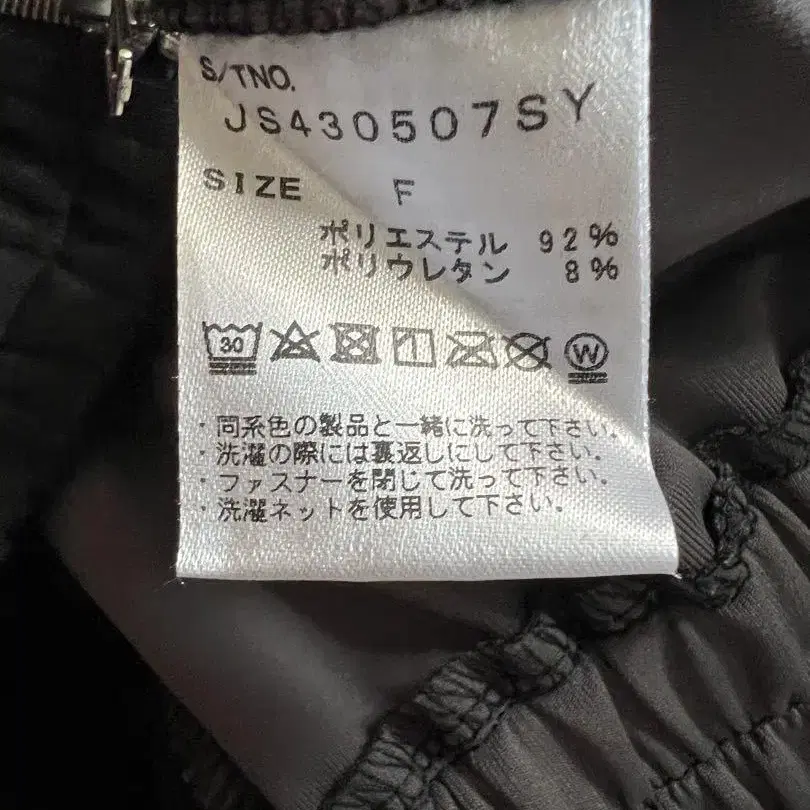 S/TNO.
JS430507SY
SIZE F
ポリエステル 92%
ポリウレタン 8%
30 W
・同系色の製品と一緒に洗って下さい。
・洗濯の際には裏返しにして下さい。
・ファスナーを閉じて洗って下さい。
・洗濯ネットを使用して下さい。